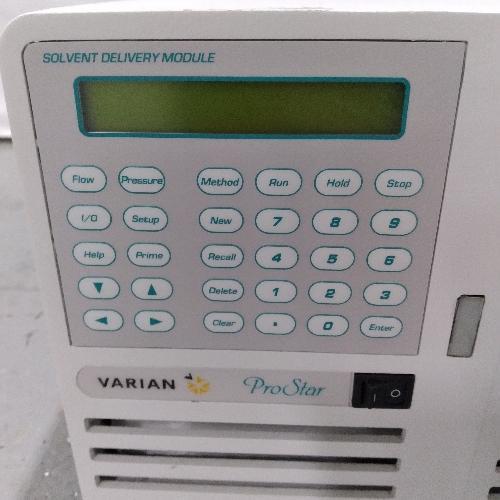 SOLVENT DELIVERY MODULE
Flow Pressure Method Run Hold Stop
I/O Setup New 7 8 9
Help Prime Recall 4 5 6
▼ ▲ Delete 1 2 3
◄ ► Clear . 0 Enter
VARIAN ProStar I O